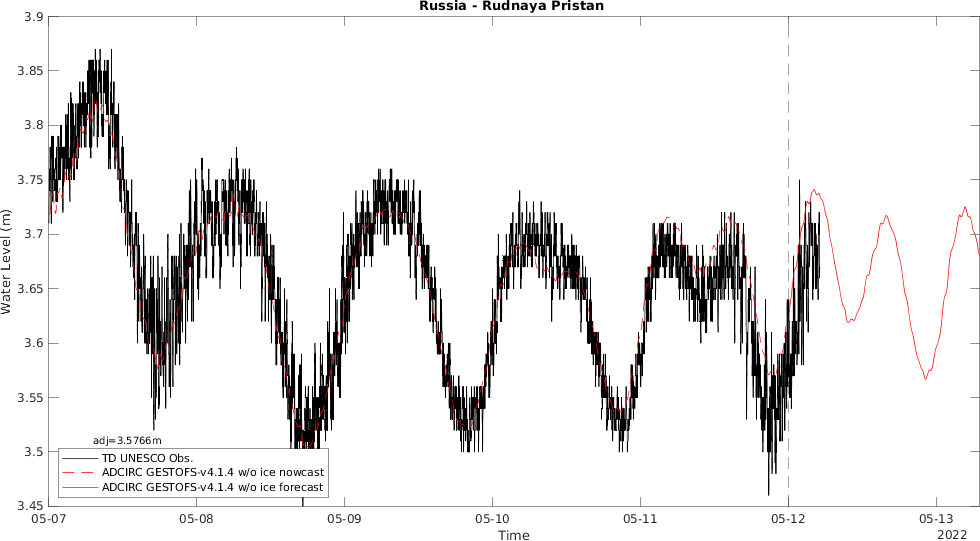 Russia - Rudnaya Pristan
Water Level (m)
3.9
3.85
3.8
3.75
3.7
3.65
3.6
3.55
3.5
3.45
adj=3.5766m
TD UNESCO Obs.
ADCIRC GESTOFS-v4.1.4 w/o ice nowcast
ADCIRC GESTOFS-v4.1.4 w/o ice forecast
05-07 05-08 05-09 05-10 05-11 05-12 05-13
Time
2022